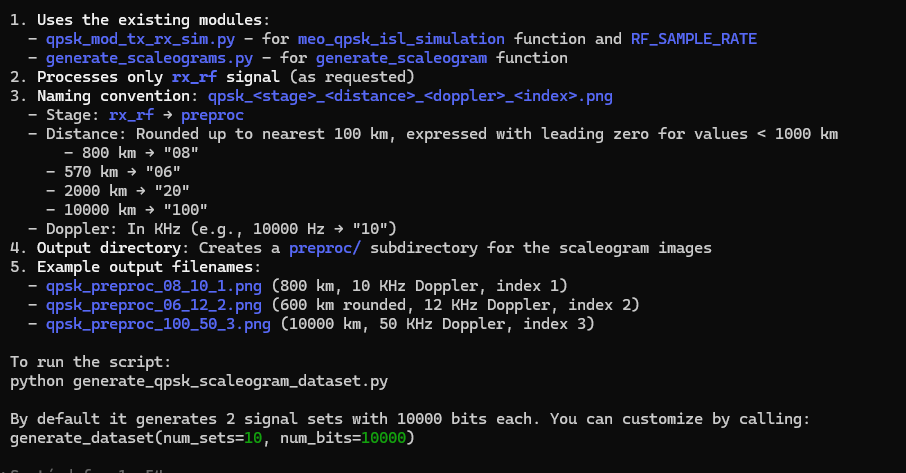 1. Uses the existing modules:
- qpsk_mod_tx_rx_sim.py - for meo_qpsk_isl_simulation function and RF_SAMPLE_RATE
- generate_scaleograms.py - for generate_scaleogram function
2. Processes only rx_rf signal (as requested)
3. Naming convention: qpsk_<stage>_<distance>_<doppler>_<index>.png
- Stage: rx_rf → preproc
- Distance: Rounded up to nearest 100 km, expressed with leading zero for values < 1000 km
- 800 km → "08"
- 570 km → "06"
- 2000 km → "20"
- 10000 km → "100"
- Doppler: In KHz (e.g., 10000 Hz → "10")
4. Output directory: Creates a preproc/ subdirectory for the scaleogram images
5. Example output filenames:
- qpsk_preproc_08_10_1.png (800 km, 10 KHz Doppler, index 1)
- qpsk_preproc_06_12_2.png (600 km rounded, 12 KHz Doppler, index 2)
- qpsk_preproc_100_50_3.png (10000 km, 50 KHz Doppler, index 3)
To run the script:
python generate_qpsk_scaleogram_dataset.py
By default it generates 2 signal sets with 10000 bits each. You can customize by calling:
generate_dataset(num_sets=10, num_bits=10000)